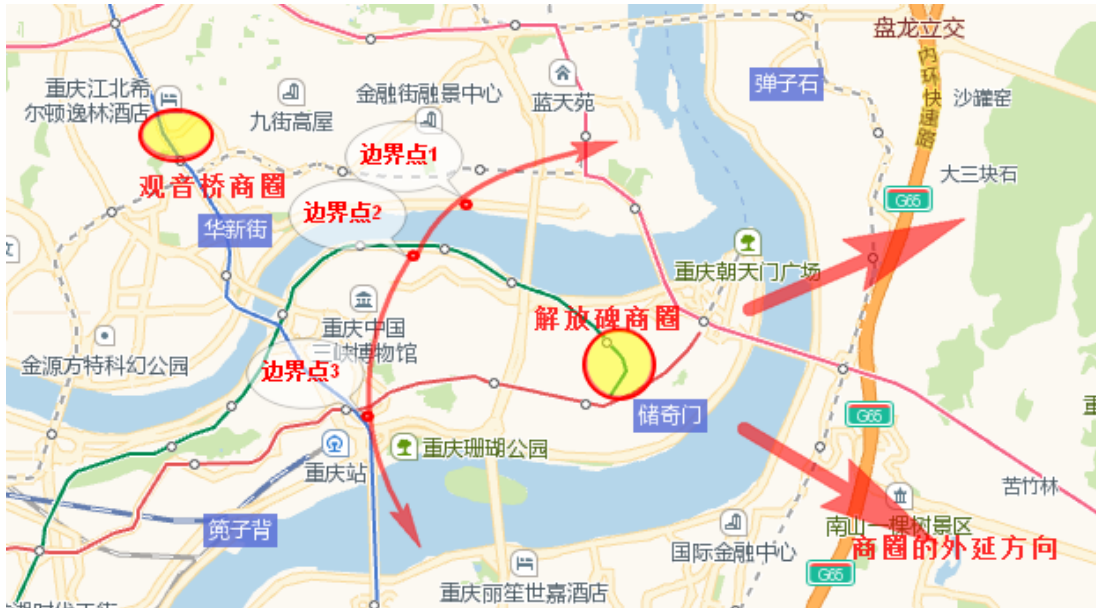 盘龙立交
内环快速路
重庆江北希
尔顿逸林酒店
九街高屋
金融街融景中心
蓝天苑
弹子石
沙罐窑
边界点1
大三块石
G65
观音桥商圈
边界点2
华新街
重庆朝天门广场
重庆中国
三峡博物馆
解放碑商圈
金源方特科幻公园
边界点3
储奇门
G65
重庆站
重庆珊瑚公园
苦竹林
南山一棵树景区
篼子背
国际金融中心
商圈的外延方向
G65
重庆丽笙世嘉酒店